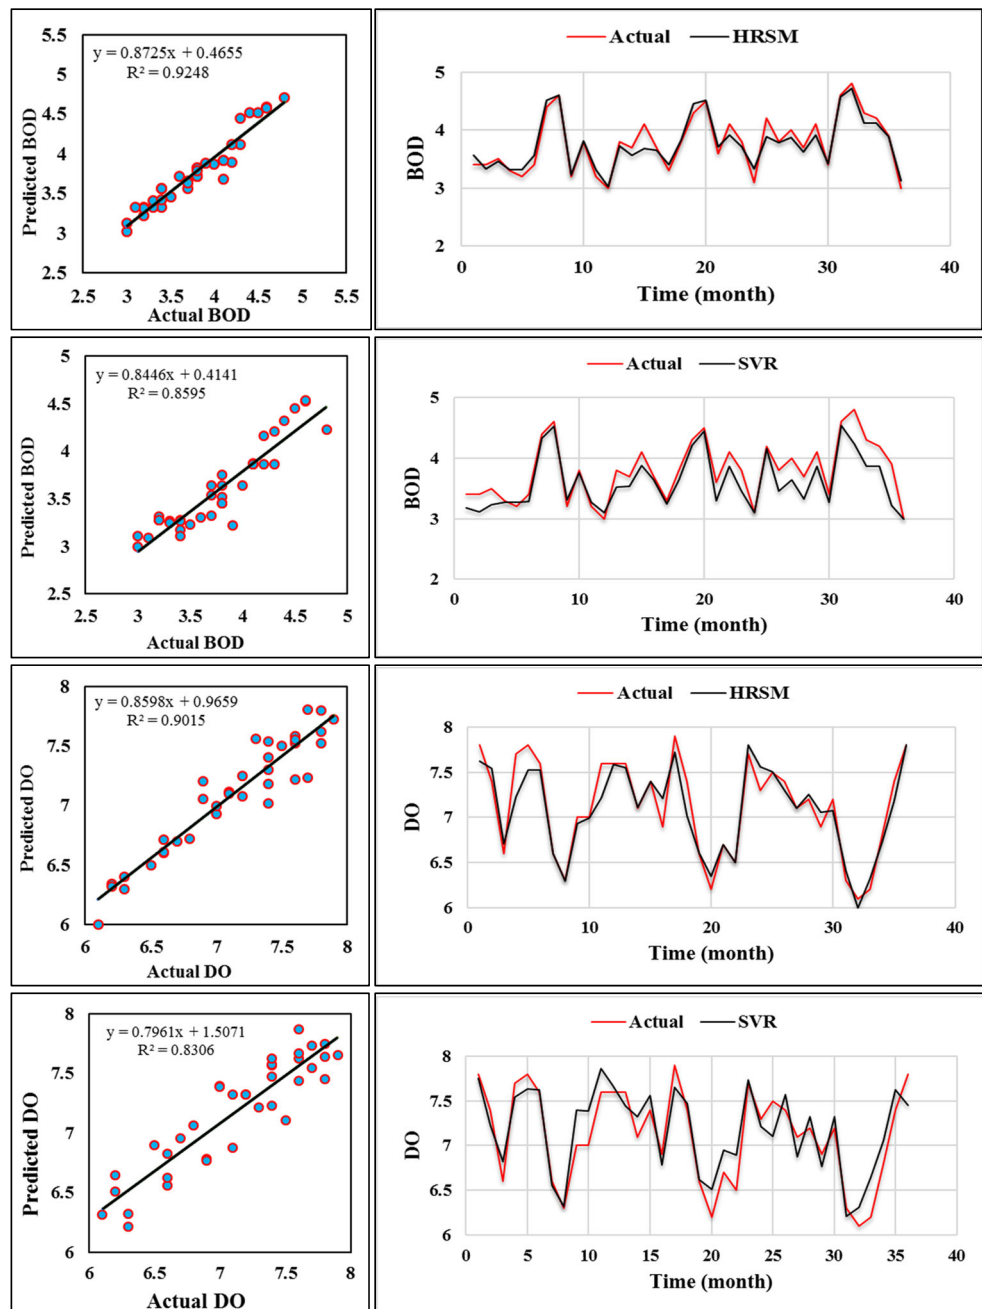 5.5
5
4.5
4
3.5
3
2.5
y = 0.8725x + 0.4655
R² = 0.9248
Predicted BOD
2.5 3 3.5 4 4.5 5 5.5
Actual BOD
Actual HRSM
5
4
3
2
BOD
0 10 20 30 40
Time (month)
5
4.5
4
3.5
3
2.5
y = 0.8446x + 0.4141
R² = 0.8595
Predicted BOD
2.5 3 3.5 4 4.5 5
Actual BOD
Actual SVR
5
4
3
2
BOD
0 10 20 30 40
Time (month)
8
7.5
7
6.5
6
y = 0.8598x + 0.9659
R² = 0.9015
Predicted DO
6 6.5 7 7.5 8
Actual DO
Actual HRSM
8
7.5
7
6.5
6
DO
0 10 20 30 40
Time (month)
8
7.5
7
6.5
6
y = 0.7961x + 1.5071
R² = 0.8306
Predicted DO
6 6.5 7 7.5 8
Actual DO
Actual SVR
8
7.5
7
6.5
6
DO
0 5 10 15 20 25 30 35 40
Time (month)